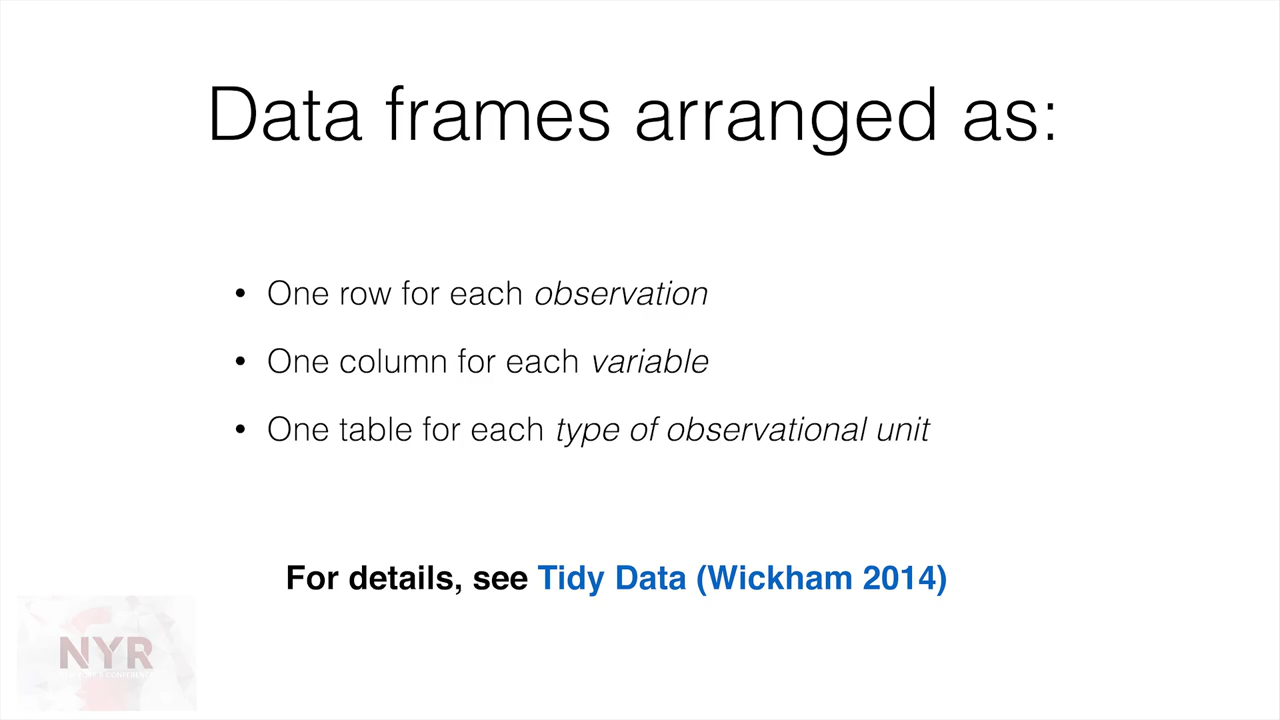 Data frames arranged as:
• One row for each observation
• One column for each variable
• One table for each type of observational unit
For details, see Tidy Data (Wickham 2014)
NYR